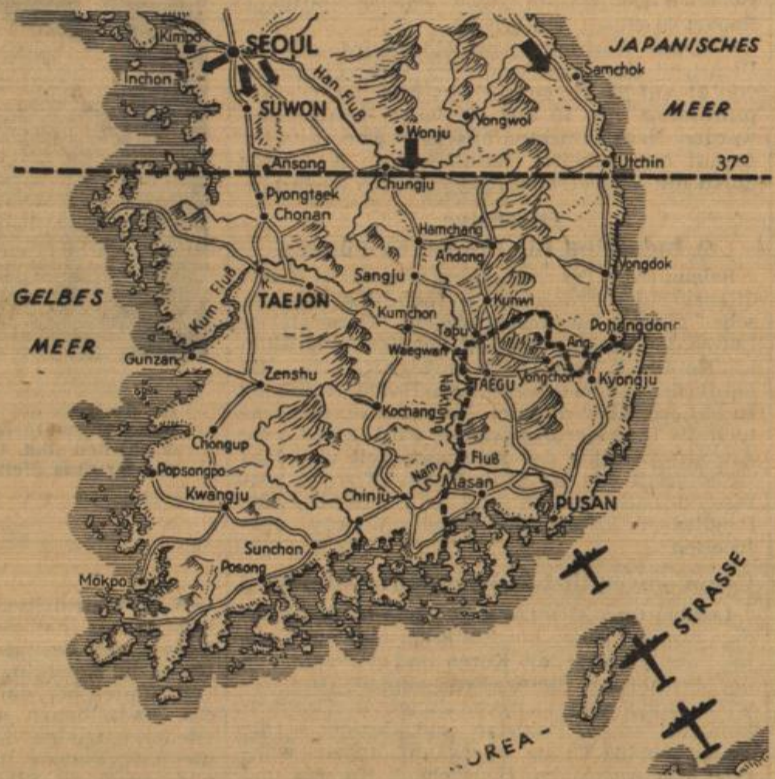 Kimpo
SEOUL
JAPANISCHES
MEER
Inchon
Han Fluß
Samchok
SUWON
Wonju
Yongwol
Ansong
Utchin
37°
Chungju
Pyongtaek
Chonan
Hamchang
Andong
Sangju
Yongdok
GELBES
MEER
Kum Fluß
K.
TAEJON
Kunwi
Kumchon
Tabu
Pohangdong
Ang-
Waegwan
Gunzan
Zenshu
TAEGU
Yongchon
Kyongju
Naktong
Kochang
Chongup
Fluß
Nam
Popsongpo
Masan
Kwangju
Chinju
PUSAN
Sunchon
Posong
Mokpo
STRASSE
KOREA-